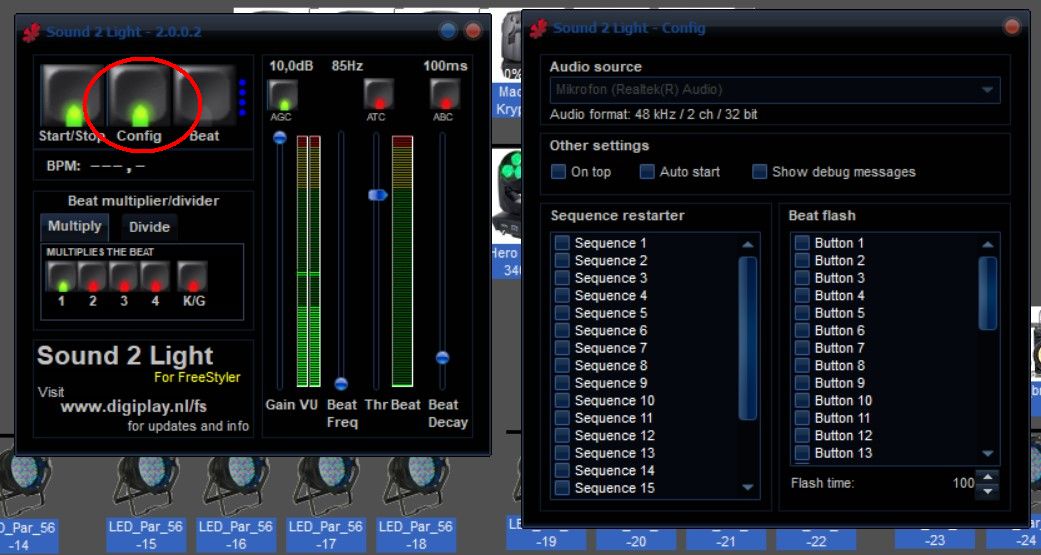 Sound 2 Light - 2.0.0.2
Start/Stop Config Beat
BPM: ---,-
Beat multiplier/divider
Multiply Divide
MULTIPLIES THE BEAT
1 2 3 4 K/G
Sound 2 Light
For FreeStyler
Visit
www.digiplay.nl/fs
for updates and info
10,0dB 85Hz 100ms
AGC ATC ABC
Gain VU Beat Freq Thr Beat Beat Decay
Sound 2 Light - Config
Audio source
Mikrofon (Realtek(R) Audio)
Audio format: 48 kHz / 2 ch / 32 bit
Other settings
On top Auto start Show debug messages
Sequence restarter
Sequence 1
Sequence 2
Sequence 3
Sequence 4
Sequence 5
Sequence 6
Sequence 7
Sequence 8
Sequence 9
Sequence 10
Sequence 11
Sequence 12
Sequence 13
Sequence 14
Sequence 15
Beat flash
Button 1
Button 2
Button 3
Button 4
Button 5
Button 6
Button 7
Button 8
Button 9
Button 10
Button 11
Button 12
Button 13
Flash time: 100
0%
Mac
Kryp
Hero
340
D_Par_56
-14
LED_Par_56
-15
LED_Par_56
-16
LED_Par_56
-17
LED_Par_56
-18
-19
-20
-21
-22
-23
-24